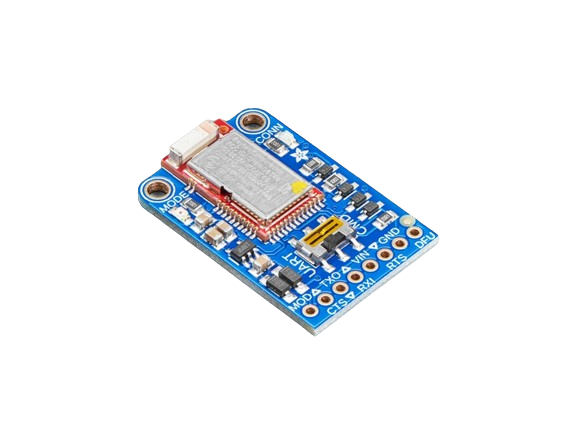 CONN
MODE
CMD
UART
MOD
CTS
TXO
RXI
VIN
RTS
GND
DFU